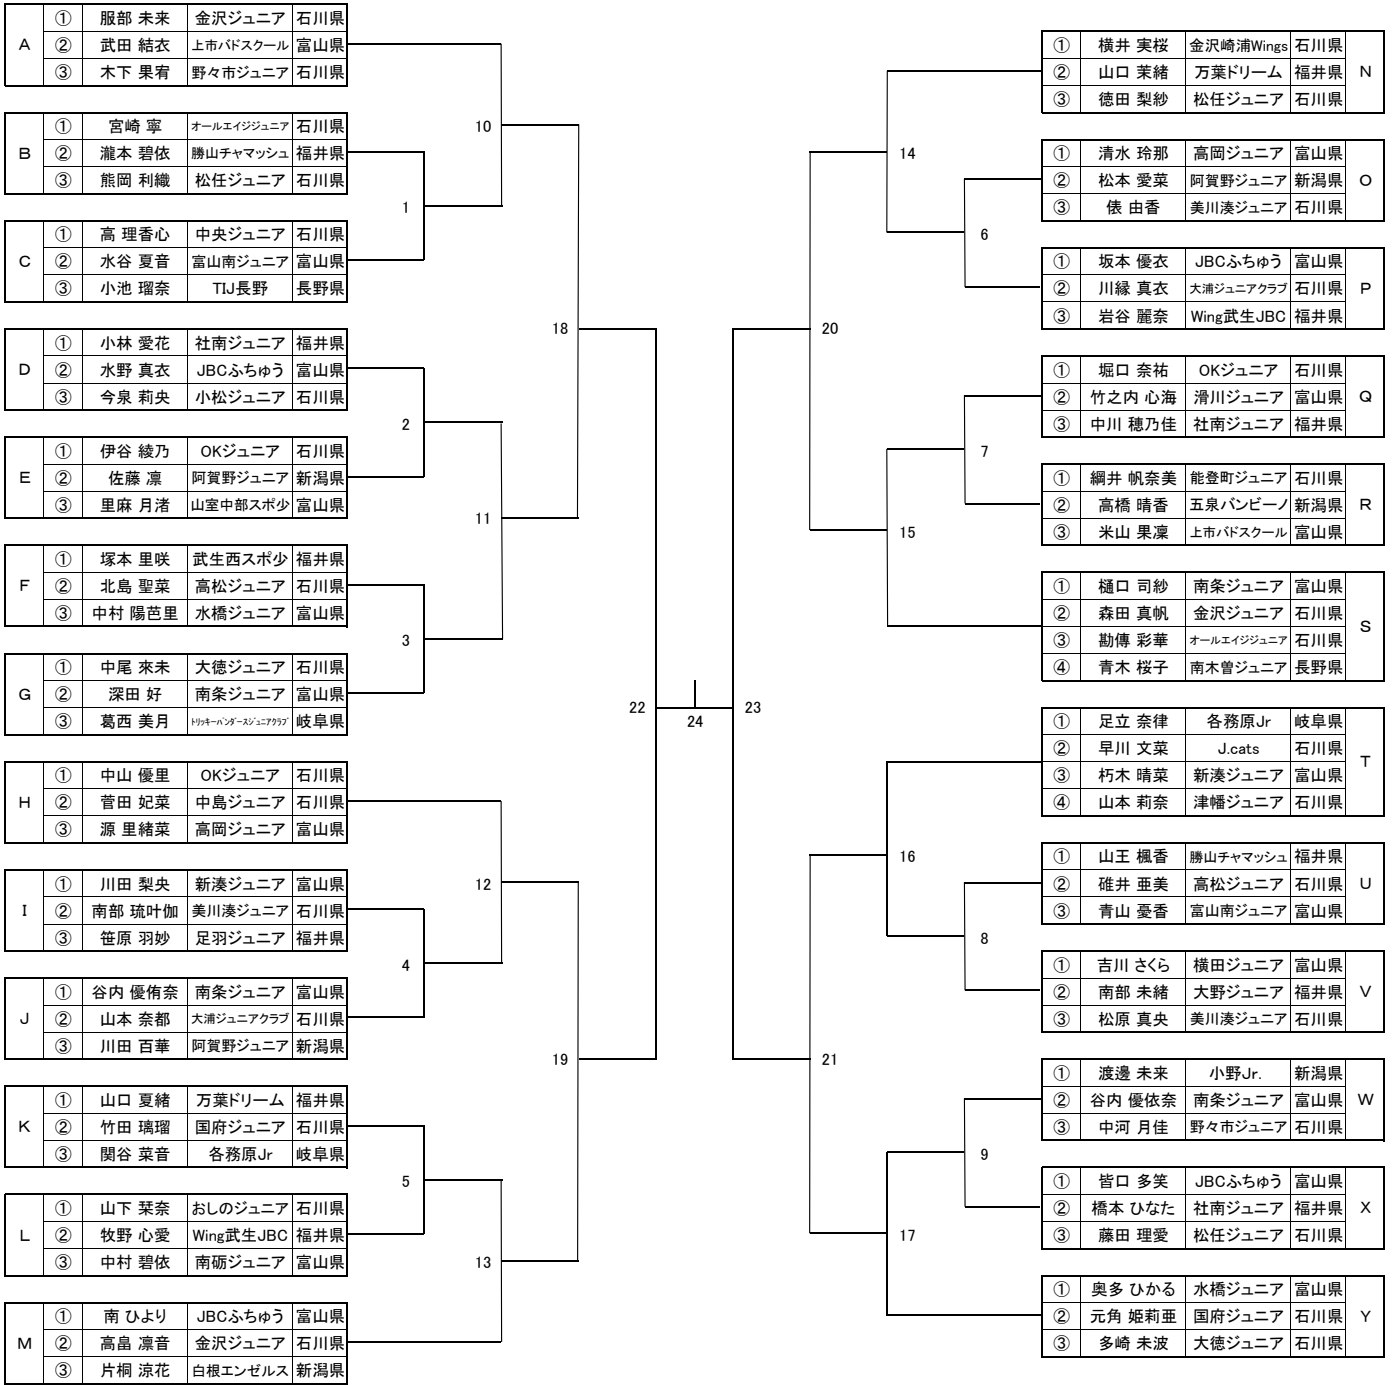 A
① 服部 未来 金沢ジュニア 石川県
② 武田 結衣 上市バドスクール 富山県
③ 木下 果宥 野々市ジュニア 石川県
B
① 宮崎 寧 オールエイジジュニア 石川県
② 瀧本 碧依 勝山チャマッシュ 福井県
③ 熊岡 利織 松任ジュニア 石川県
C
① 高 理香心 中央ジュニア 石川県
② 水谷 夏音 富山南ジュニア 富山県
③ 小池 瑠奈 TIJ長野 長野県
D
① 小林 愛花 社南ジュニア 福井県
② 水野 真衣 JBCふちゅう 富山県
③ 今泉 莉央 小松ジュニア 石川県
E
① 伊谷 綾乃 OKジュニア 石川県
② 佐藤 凛 阿賀野ジュニア 新潟県
③ 里麻 月渚 山室中部スポ少 富山県
F
① 塚本 里咲 武生西スポ少 福井県
② 北島 聖菜 高松ジュニア 石川県
③ 中村 陽芭里 水橋ジュニア 富山県
G
① 中尾 來未 大徳ジュニア 石川県
② 深田 好 南条ジュニア 富山県
③ 葛西 美月 トリッキーパンダースジュニアクラブ 岐阜県
H
① 中山 優里 OKジュニア 石川県
② 菅田 妃菜 中島ジュニア 石川県
③ 源 里緒菜 高岡ジュニア 富山県
I
① 川田 梨央 新湊ジュニア 富山県
② 南部 琉叶伽 美川湊ジュニア 石川県
③ 笹原 羽妙 足羽ジュニア 福井県
J
① 谷内 優侑奈 南条ジュニア 富山県
② 山本 奈都 大浦ジュニアクラブ 石川県
③ 川田 百華 阿賀野ジュニア 新潟県
K
① 山口 夏緒 万葉ドリーム 福井県
② 竹田 璃瑠 国府ジュニア 石川県
③ 関谷 菜音 各務原Jr 岐阜県
L
① 山下 栞奈 おしのジュニア 石川県
② 牧野 心愛 Wing武生JBC 福井県
③ 中村 碧依 南砺ジュニア 富山県
M
① 南 ひより JBCふちゅう 富山県
② 高畠 凛音 金沢ジュニア 石川県
③ 片桐 涼花 白根エンゼルス 新潟県
1
2
3
4
5
10
11
12
13
18
19
22
24
23
20
21
14
15
16
17
6
7
8
9
① 横井 実桜 金沢崎浦Wings 石川県
② 山口 茉緒 万葉ドリーム 福井県
③ 徳田 梨紗 松任ジュニア 石川県
N
① 清水 玲那 高岡ジュニア 富山県
② 松本 愛菜 阿賀野ジュニア 新潟県
③ 俵 由香 美川湊ジュニア 石川県
O
① 坂本 優衣 JBCふちゅう 富山県
② 川縁 真衣 大浦ジュニアクラブ 石川県
③ 岩谷 麗奈 Wing武生JBC 福井県
P
① 堀口 奈祐 OKジュニア 石川県
② 竹之内 心海 滑川ジュニア 富山県
③ 中川 穂乃佳 社南ジュニア 福井県
Q
① 綱井 帆奈美 能登町ジュニア 石川県
② 高橋 晴香 五泉バンビーノ 新潟県
③ 米山 果凜 上市バドスクール 富山県
R
① 樋口 司紗 南条ジュニア 富山県
② 森田 真帆 金沢ジュニア 石川県
③ 勘傳 彩華 オールエイジジュニア 石川県
④ 青木 桜子 南木曽ジュニア 長野県
S
① 足立 奈律 各務原Jr 岐阜県
② 早川 文菜 J.cats 石川県
③ 朽木 晴菜 新湊ジュニア 富山県
④ 山本 莉奈 津幡ジュニア 石川県
T
① 山王 楓香 勝山チャマッシュ 福井県
② 碓井 亜美 高松ジュニア 石川県
③ 青山 憂香 富山南ジュニア 富山県
U
① 吉川 さくら 横田ジュニア 富山県
② 南部 未緒 大野ジュニア 福井県
③ 松原 真央 美川湊ジュニア 石川県
V
① 渡邊 未来 小野Jr. 新潟県
② 谷内 優依奈 南条ジュニア 富山県
③ 中河 月佳 野々市ジュニア 石川県
W
① 皆口 多笑 JBCふちゅう 富山県
② 橋本 ひなた 社南ジュニア 福井県
③ 藤田 理愛 松任ジュニア 石川県
X
① 奥多 ひかる 水橋ジュニア 富山県
② 元角 姫莉亜 国府ジュニア 石川県
③ 多崎 未波 大徳ジュニア 石川県
Y